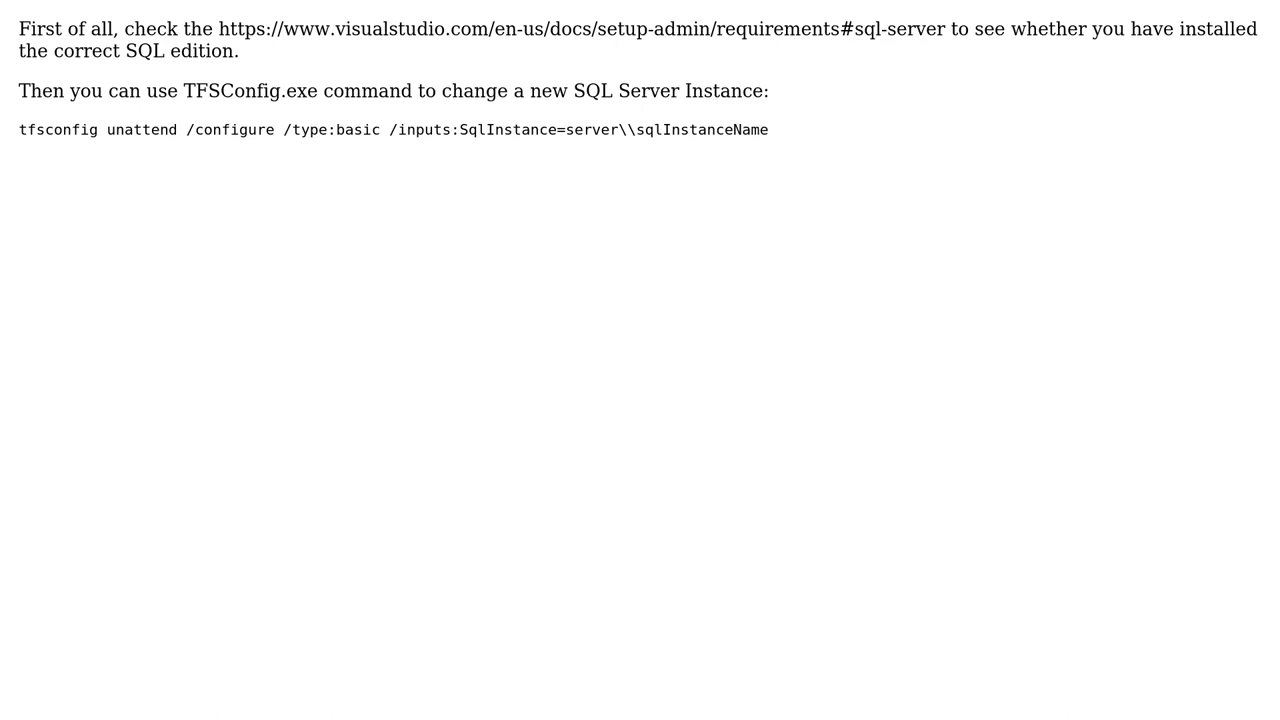 First of all, check the https://www.visualstudio.com/en-us/docs/setup-admin/requirements#sql-server to see whether you have installed
the correct SQL edition.
Then you can use TFSConfig.exe command to change a new SQL Server Instance:
tfsconfig unattend /configure /type:basic /inputs:SqlInstance=server\\sqlInstanceName